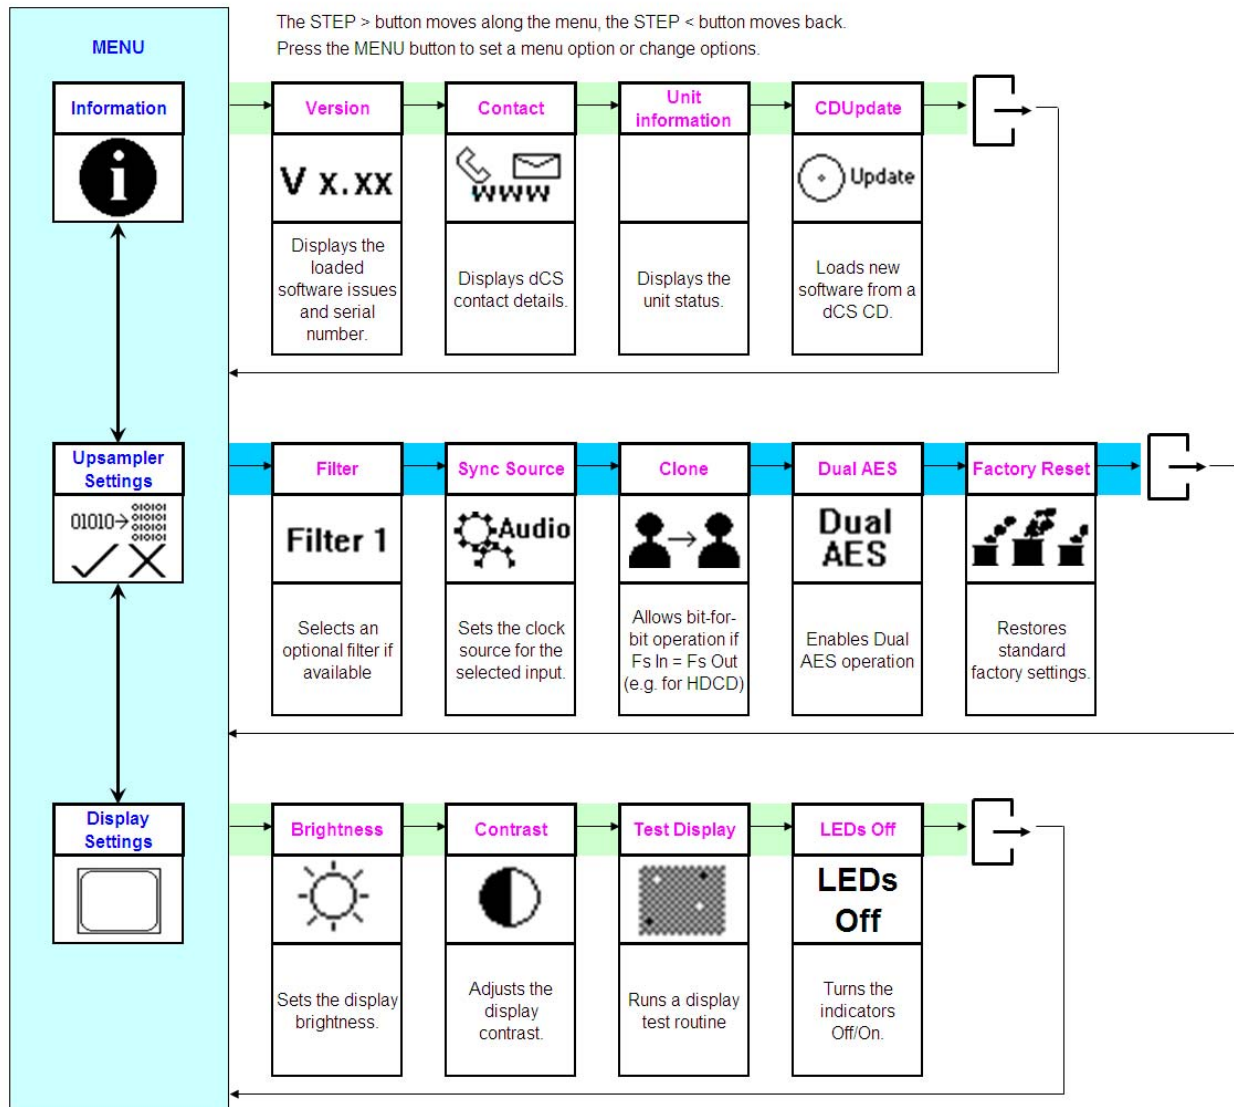 The STEP > button moves along the menu, the STEP < button moves back.
Press the MENU button to set a menu option or change options.
MENU
Information
Version
Contact
Unit
information
CDUpdate
V x.xx
www
Update
Displays the
loaded
software issues
and serial
number.
Displays dCS
contact details.
Displays the
unit status.
Loads new
software from a
dCS CD.
Upsampler
Settings
Filter
Sync Source
Clone
Dual AES
Factory Reset
01010→
01010I
01010I
01010I
01010I
Filter 1
Audio
Dual
AES
Selects an
optional filter if
available
Sets the clock
source for the
selected input.
Allows bit-for-
bit operation if
Fs In = Fs Out
(e.g. for HDCD)
Enables Dual
AES operation
Restores
standard
factory settings.
Display
Settings
Brightness
Contrast
Test Display
LEDs Off
LEDs
Off
Sets the display
brightness.
Adjusts the
display
contrast.
Runs a display
test routine
Turns the
indicators
Off/On.